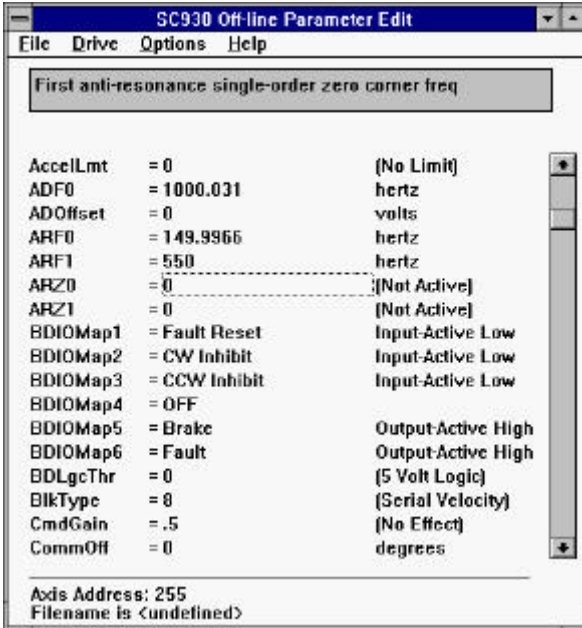 SC930 Off-line Parameter Edit
File Drive Options Help
First anti-resonance single-order zero corner freq
AccelLmt = 0 (No Limit)
ADF0 = 1000.031 hertz
ADOffset = 0 volts
ARF0 = 149.9966 hertz
ARF1 = 550 hertz
ARZ0 = 0 (Not Active)
ARZ1 = 0 (Not Active)
BDIOMap1 = Fault Reset Input-Active Low
BDIOMap2 = CW Inhibit Input-Active Low
BDIOMap3 = CCW Inhibit Input-Active Low
BDIOMap4 = OFF
BDIOMap5 = Brake Output-Active High
BDIOMap6 = Fault Output-Active High
BDLgcThr = 0 (5 Volt Logic)
BlkType = 8 (Serial Velocity)
CmdGain = .5 (No Effect)
CommOff = 0 degrees
Axis Address: 255
Filename is <undefined>